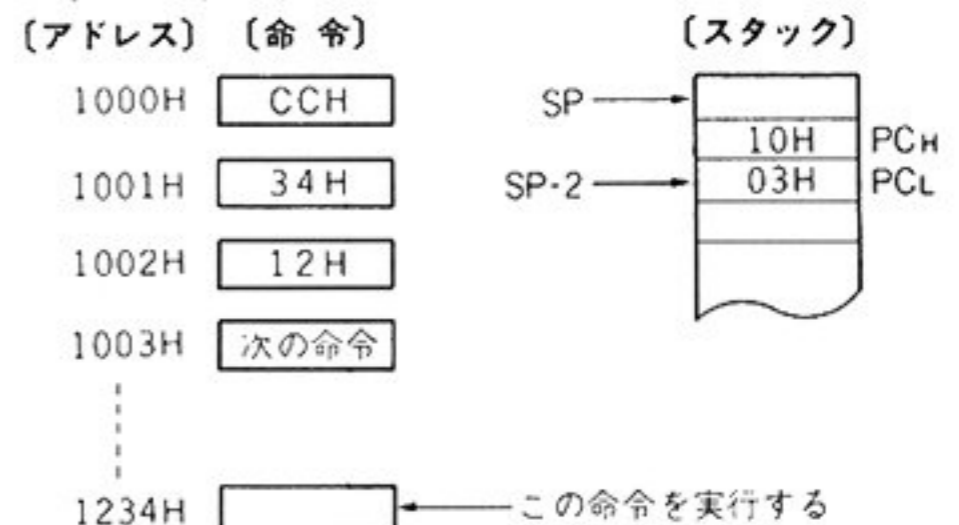 〔アドレス〕 〔命 令〕 〔スタック〕
1000H CCH SP
10H PCH
1001H 34H SP-2 03H PCL
1002H 12H
1003H 次の命令
1234H この命令を実行する